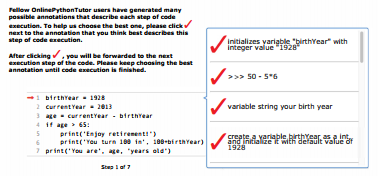 Fellow OnlinePythonTutor users have generated many
possible annotations that describe each step of code
execution. To help us choose the best one, please click
next to the annotation that you think best describes this
step of code execution.
After clicking , you will be forwarded to the next
execution step of the code. Please keep choosing the best
annotation until code execution is finished.
1 birthYear = 1928
2 currentYear = 2013
3 age = currentYear - birthYear
4 if age > 65:
5 print('Enjoy retirement!')
6 print('You turn 100 in', 100+birthYear)
7 print('You are', age, 'years old')
Step 1 of 7
initializes variable "birthYear" with
integer value "1928"
>>> 50 - 5*6
variable string your birth year
create a variable birthYear as a int,
and initialize it with default value of
1928